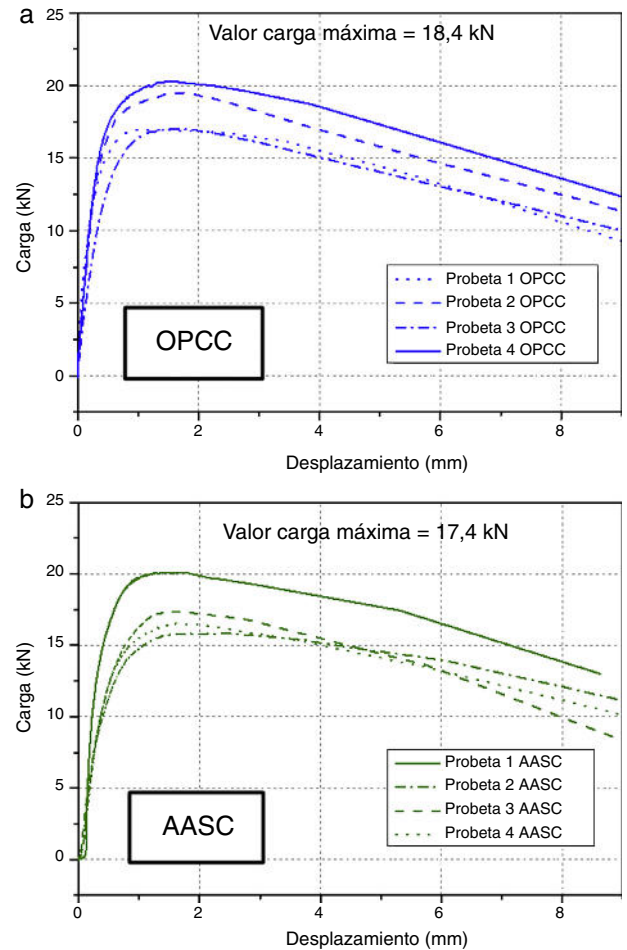 a
Valor carga máxima = 18,4 kN
25
20
15
10
5
0
Carga (kN)
Probeta 1 OPCC
Probeta 2 OPCC
Probeta 3 OPCC
Probeta 4 OPCC
OPCC
0 2 4 6 8
Desplazamiento (mm)
b
Valor carga máxima = 17,4 kN
25
20
15
10
5
0
Carga (kN)
Probeta 1 AASC
Probeta 2 AASC
Probeta 3 AASC
Probeta 4 AASC
AASC
0 2 4 6 8
Desplazamiento (mm)